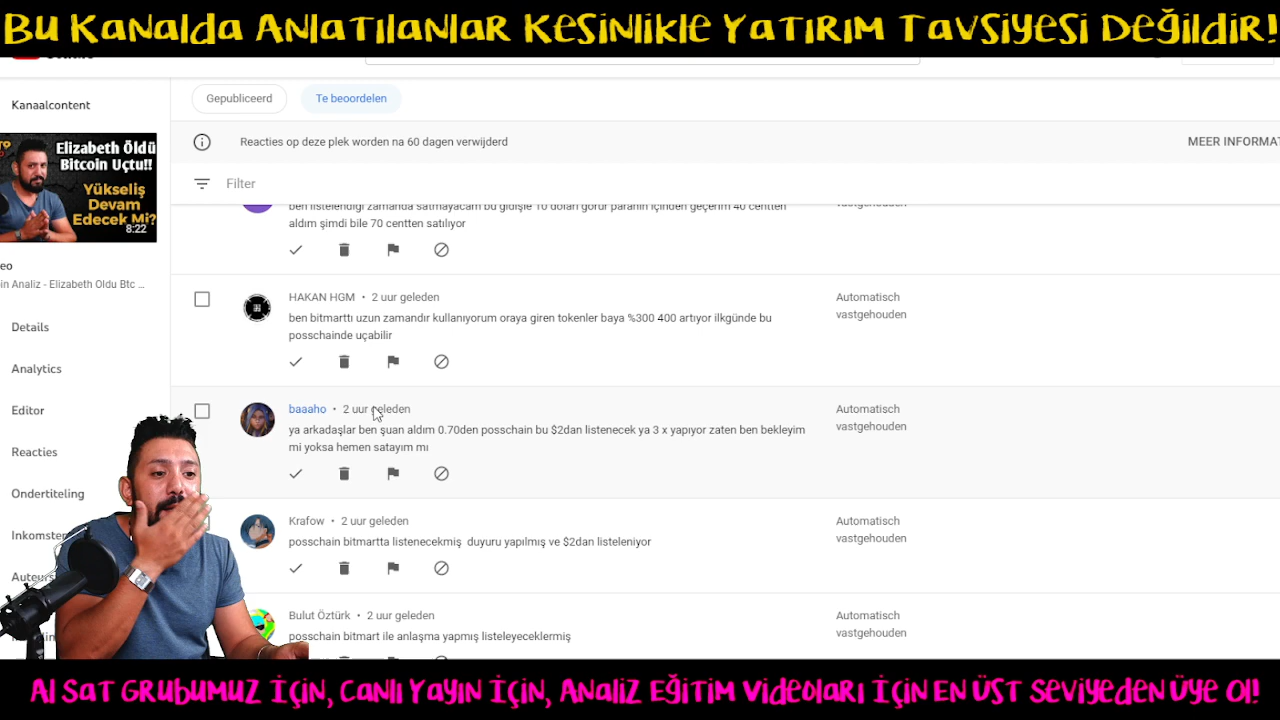 Bu Kanalda Anlatılanlar Kesinlikle Yatırım Tavsiyesi Değildir!
Kanaalcontent
Gepubliceerd
Te beoordelen
Reacties op deze plek worden na 60 dagen verwijderd
MEER INFORMAT
Filter
Elizabeth Öldü
Bitcoin Uçtu!!
Yükseliş
Devam
Edecek Mi?
8:22
eo
in Analiz - Elizabeth Oldu Btc ...
Details
Analytics
Editor
Reacties
Ondertiteling
Inkomsten
Auteurs
ben listelendiği zamanda satmayacam bu gidişle 10 doları görür paranın içinden geçerim 40 centten
aldım şimdi bile 70 centten satılıyor
vastgehouden
HAKAN HGM • 2 uur geleden
ben bitmarttı uzun zamandır kullanıyorum oraya giren tokenler baya %300 400 artıyor ilkgünde bu
posschainde uçabilir
Automatisch
vastgehouden
baaaho • 2 uur geleden
ya arkadaşlar ben şuan aldım 0.70den posschain bu $2dan listenecek ya 3 x yapıyor zaten ben bekleyim
mi yoksa hemen satayım mı
Automatisch
vastgehouden
Krafow • 2 uur geleden
posschain bitmartta listenecekmiş duyuru yapılmış ve $2dan listeleniyor
Automatisch
vastgehouden
Bulut Öztürk • 2 uur geleden
posschain bitmart ile anlaşma yapmış listeleyeceklermiş
Automatisch
vastgehouden
Al Sat Grubumuz İçin, Canlı Yayın İçin, Analiz Eğitim Videoları İçin En Üst Seviyeden Üye Ol!